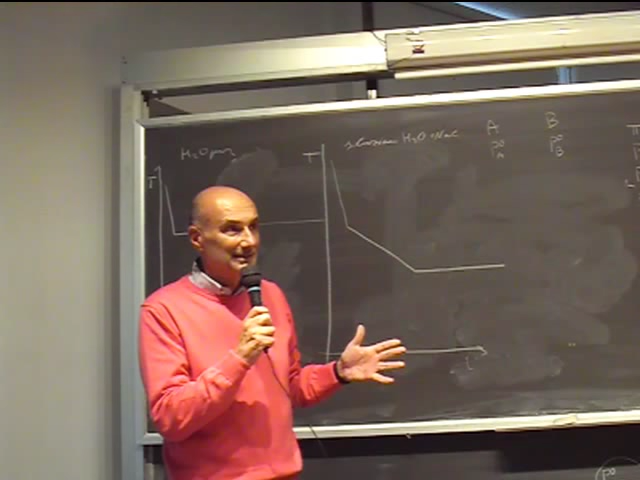 H2O pura
T
T
soluzione H2O + NaCl
A B
P°A P°B
t
P°